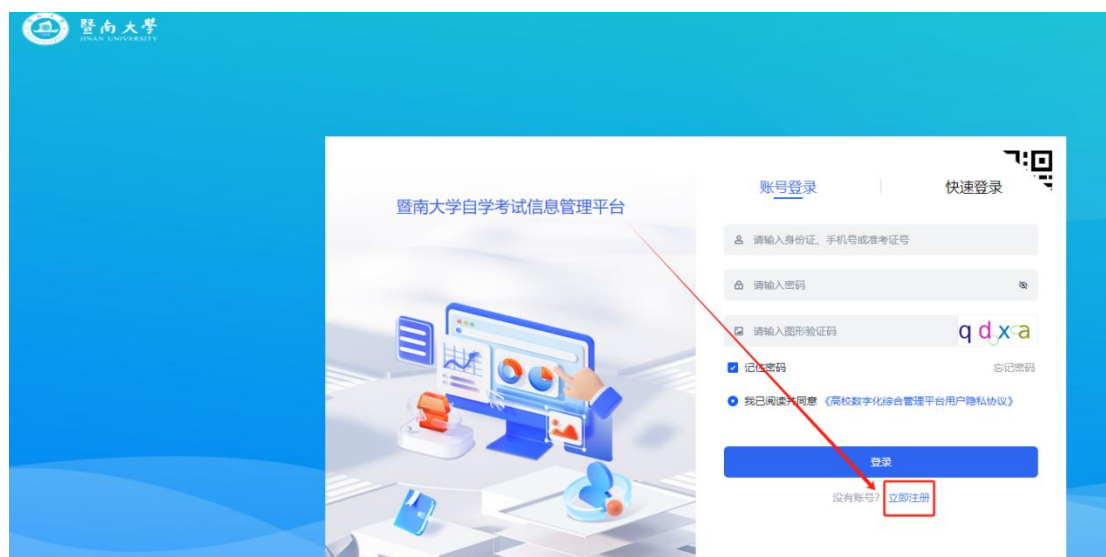 暨南大学
JINAN UNIVERSITY
账号登录
快速登录
暨南大学自学考试信息管理平台
请输入身份证、手机号或准考证号
请输入密码
请输入图形验证码
q d x a
记住密码
忘记密码
我已阅读并同意 《高校数字化综合管理平台用户隐私协议》
登录
没有账号? 立即注册